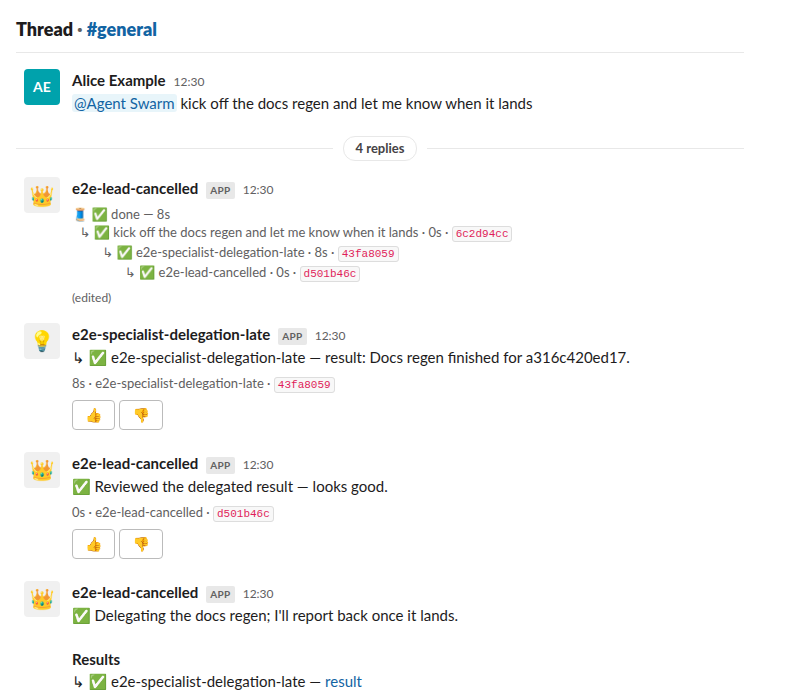 Thread · #general
AE
Alice Example 12:30
@Agent Swarm kick off the docs regen and let me know when it lands
4 replies
e2e-lead-cancelled APP 12:30
🧵 ✅ done — 8s
↳ ✅ kick off the docs regen and let me know when it lands · 0s · 6c2d94cc
↳ ✅ e2e-specialist-delegation-late · 8s · 43fa8059
↳ ✅ e2e-lead-cancelled · 0s · d501b46c
(edited)
e2e-specialist-delegation-late APP 12:30
↳ ✅ e2e-specialist-delegation-late — result: Docs regen finished for a316c420ed17.
8s · e2e-specialist-delegation-late · 43fa8059
👍 👎
e2e-lead-cancelled APP 12:30
✅ Reviewed the delegated result — looks good.
0s · e2e-lead-cancelled · d501b46c
👍 👎
e2e-lead-cancelled APP 12:30
✅ Delegating the docs regen; I'll report back once it lands.
Results
↳ ✅ e2e-specialist-delegation-late — result